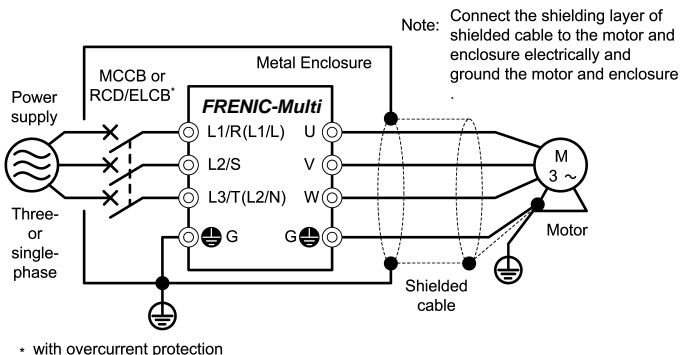 Note: Connect the shielding layer of
shielded cable to the motor and
enclosure electrically and
ground the motor and enclosure
.
Metal Enclosure
MCCB or
RCD/ELCB*
Power
supply
FRENIC-Multi
L1/R(L1/L) U
L2/S V
L3/T(L2/N) W
G G
M
3 ~
Motor
Three-
or
single-
phase
Shielded
cable
* with overcurrent protection